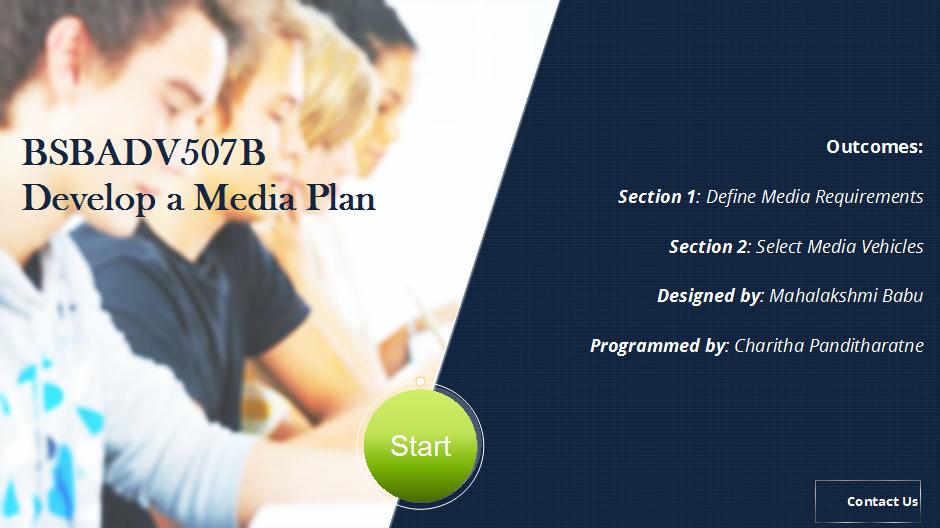 BSBADV507B
Develop a Media Plan
Outcomes:
Section 1: Define Media Requirements
Section 2: Select Media Vehicles
Designed by: Mahalakshmi Babu
Programmed by: Charitha Panditharatne
Start
Contact Us